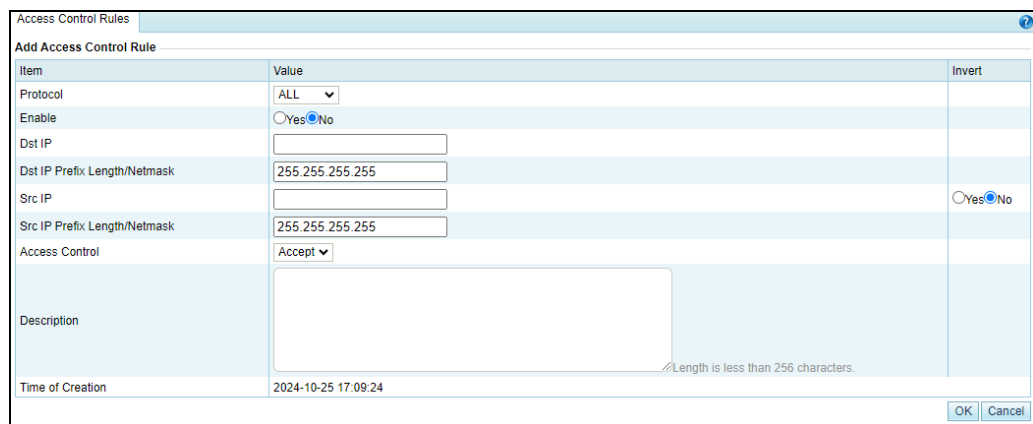 Access Control Rules
?
Add Access Control Rule
Item Value Invert
Protocol ALL
Enable Yes No
Dst IP
Dst IP Prefix Length/Netmask 255.255.255.255
Src IP Yes No
Src IP Prefix Length/Netmask 255.255.255.255
Access Control Accept
Description
Length is less than 256 characters.
Time of Creation 2024-10-25 17:09:24
OK Cancel